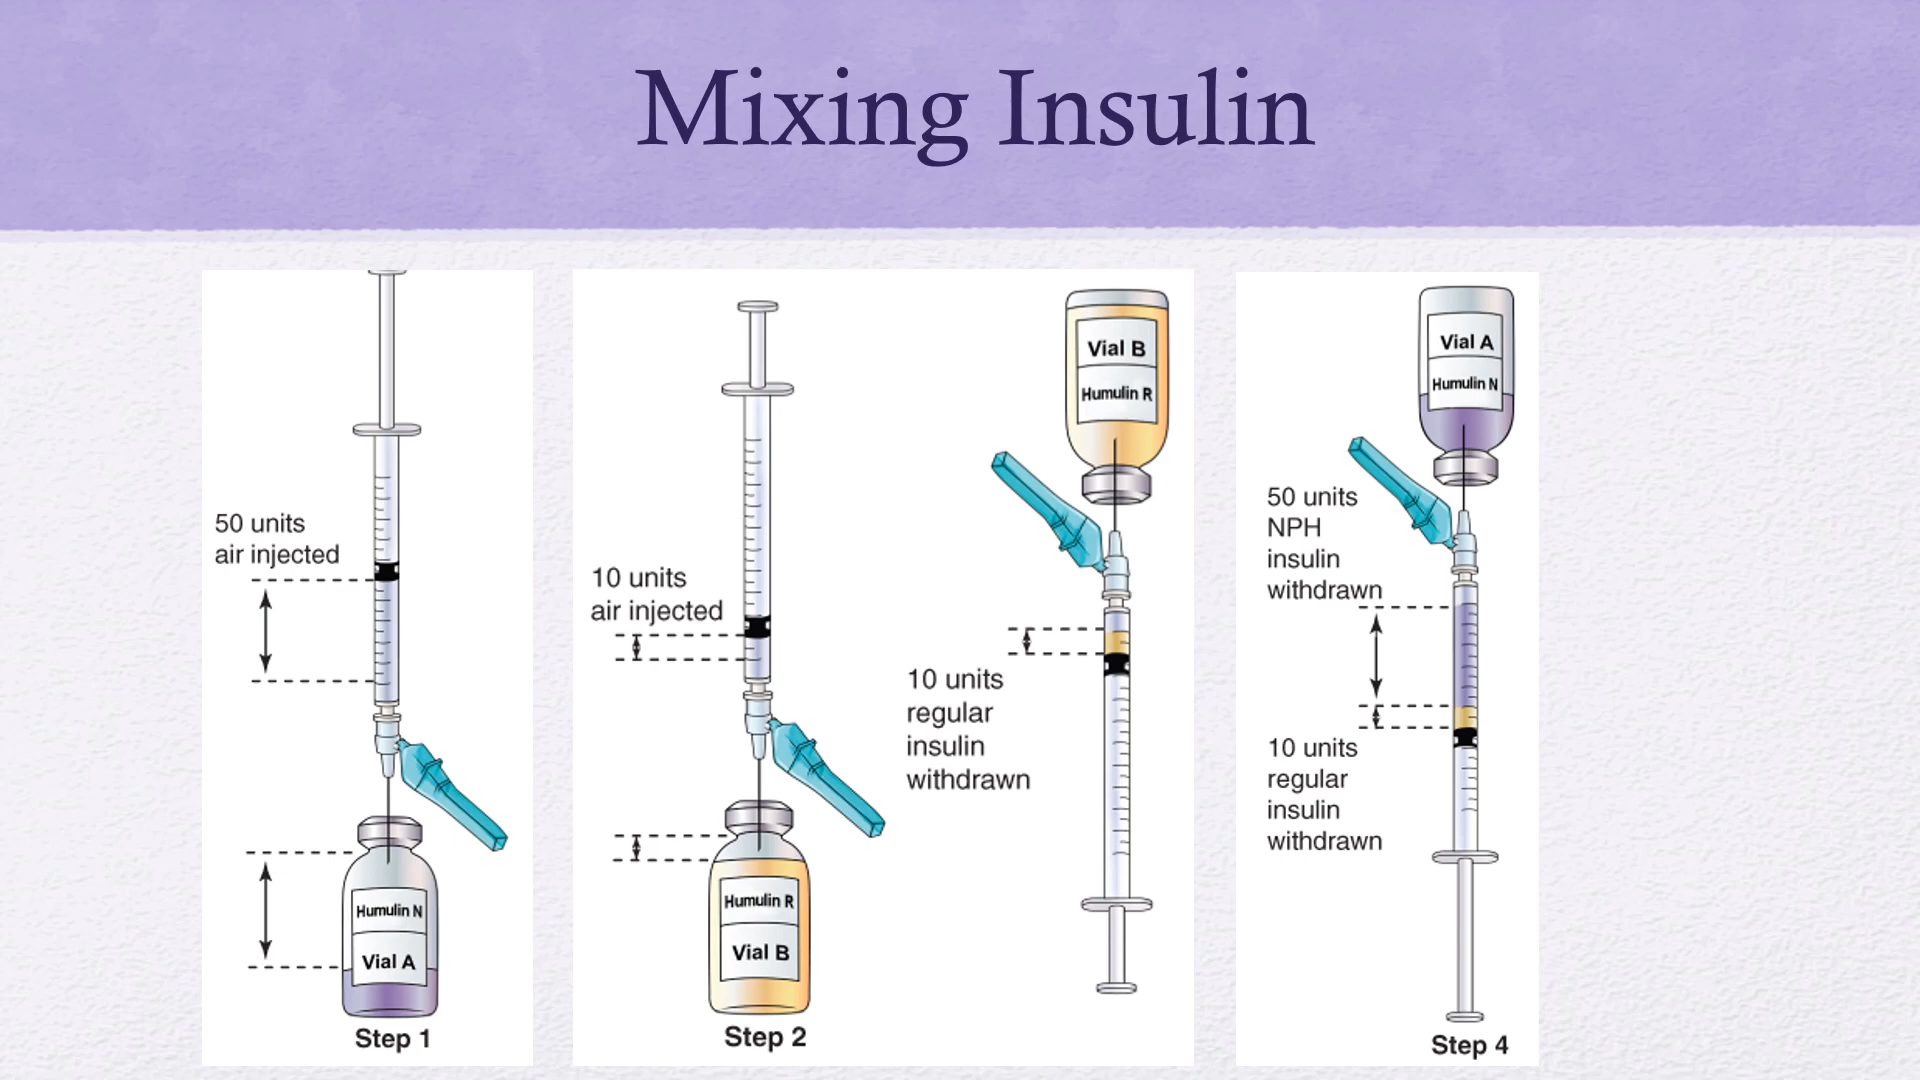 Mixing Insulin
50 units
air injected
Humulin N
Vial A
Step 1
10 units
air injected
Humulin R
Vial B
Step 2
Vial B
Humulin R
10 units
regular
insulin
withdrawn
Vial A
Humulin N
50 units
NPH
insulin
withdrawn
10 units
regular
insulin
withdrawn
Step 4